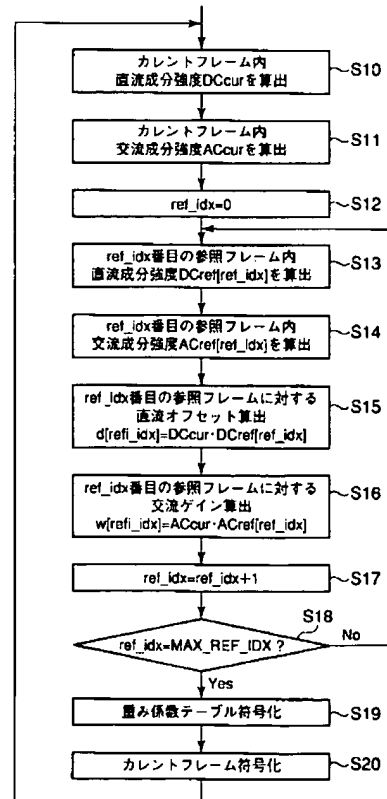 カレントフレーム内
直流成分強度DCcurを算出
S10
カレントフレーム内
交流成分強度ACcurを算出
S11
ref_idx=0
S12
ref_idx番目の参照フレーム内
直流成分強度DCref[ref_idx]を算出
S13
ref_idx番目の参照フレーム内
交流成分強度ACref[ref_idx]を算出
S14
ref_idx番目の参照フレームに対する
直流オフセット算出
d[refi_idx]=DCcur·DCref[ref_idx]
S15
ref_idx番目の参照フレームに対する
交流ゲイン算出
w[refi_idx]=ACcur·ACref[ref_idx]
S16
ref_idx=ref_idx+1
S17
S18
ref_idx=MAX_REF_IDX ?
No
Yes
重み係数テーブル符号化
S19
カレントフレーム符号化
S20